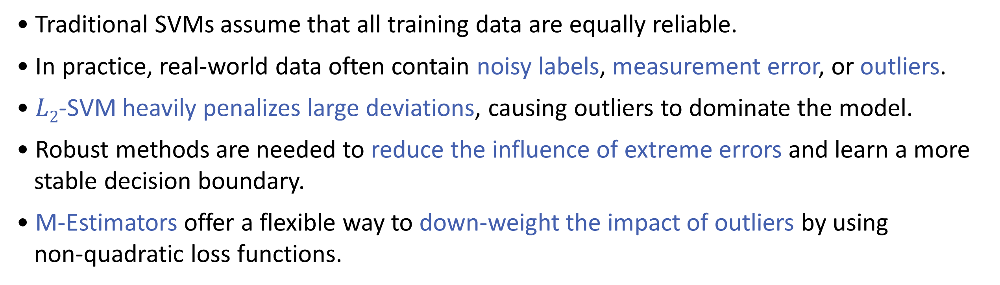 • Traditional SVMs assume that all training data are equally reliable.
• In practice, real-world data often contain noisy labels, measurement error, or outliers.
• L₂-SVM heavily penalizes large deviations, causing outliers to dominate the model.
• Robust methods are needed to reduce the influence of extreme errors and learn a more
stable decision boundary.
• M-Estimators offer a flexible way to down-weight the impact of outliers by using
non-quadratic loss functions.